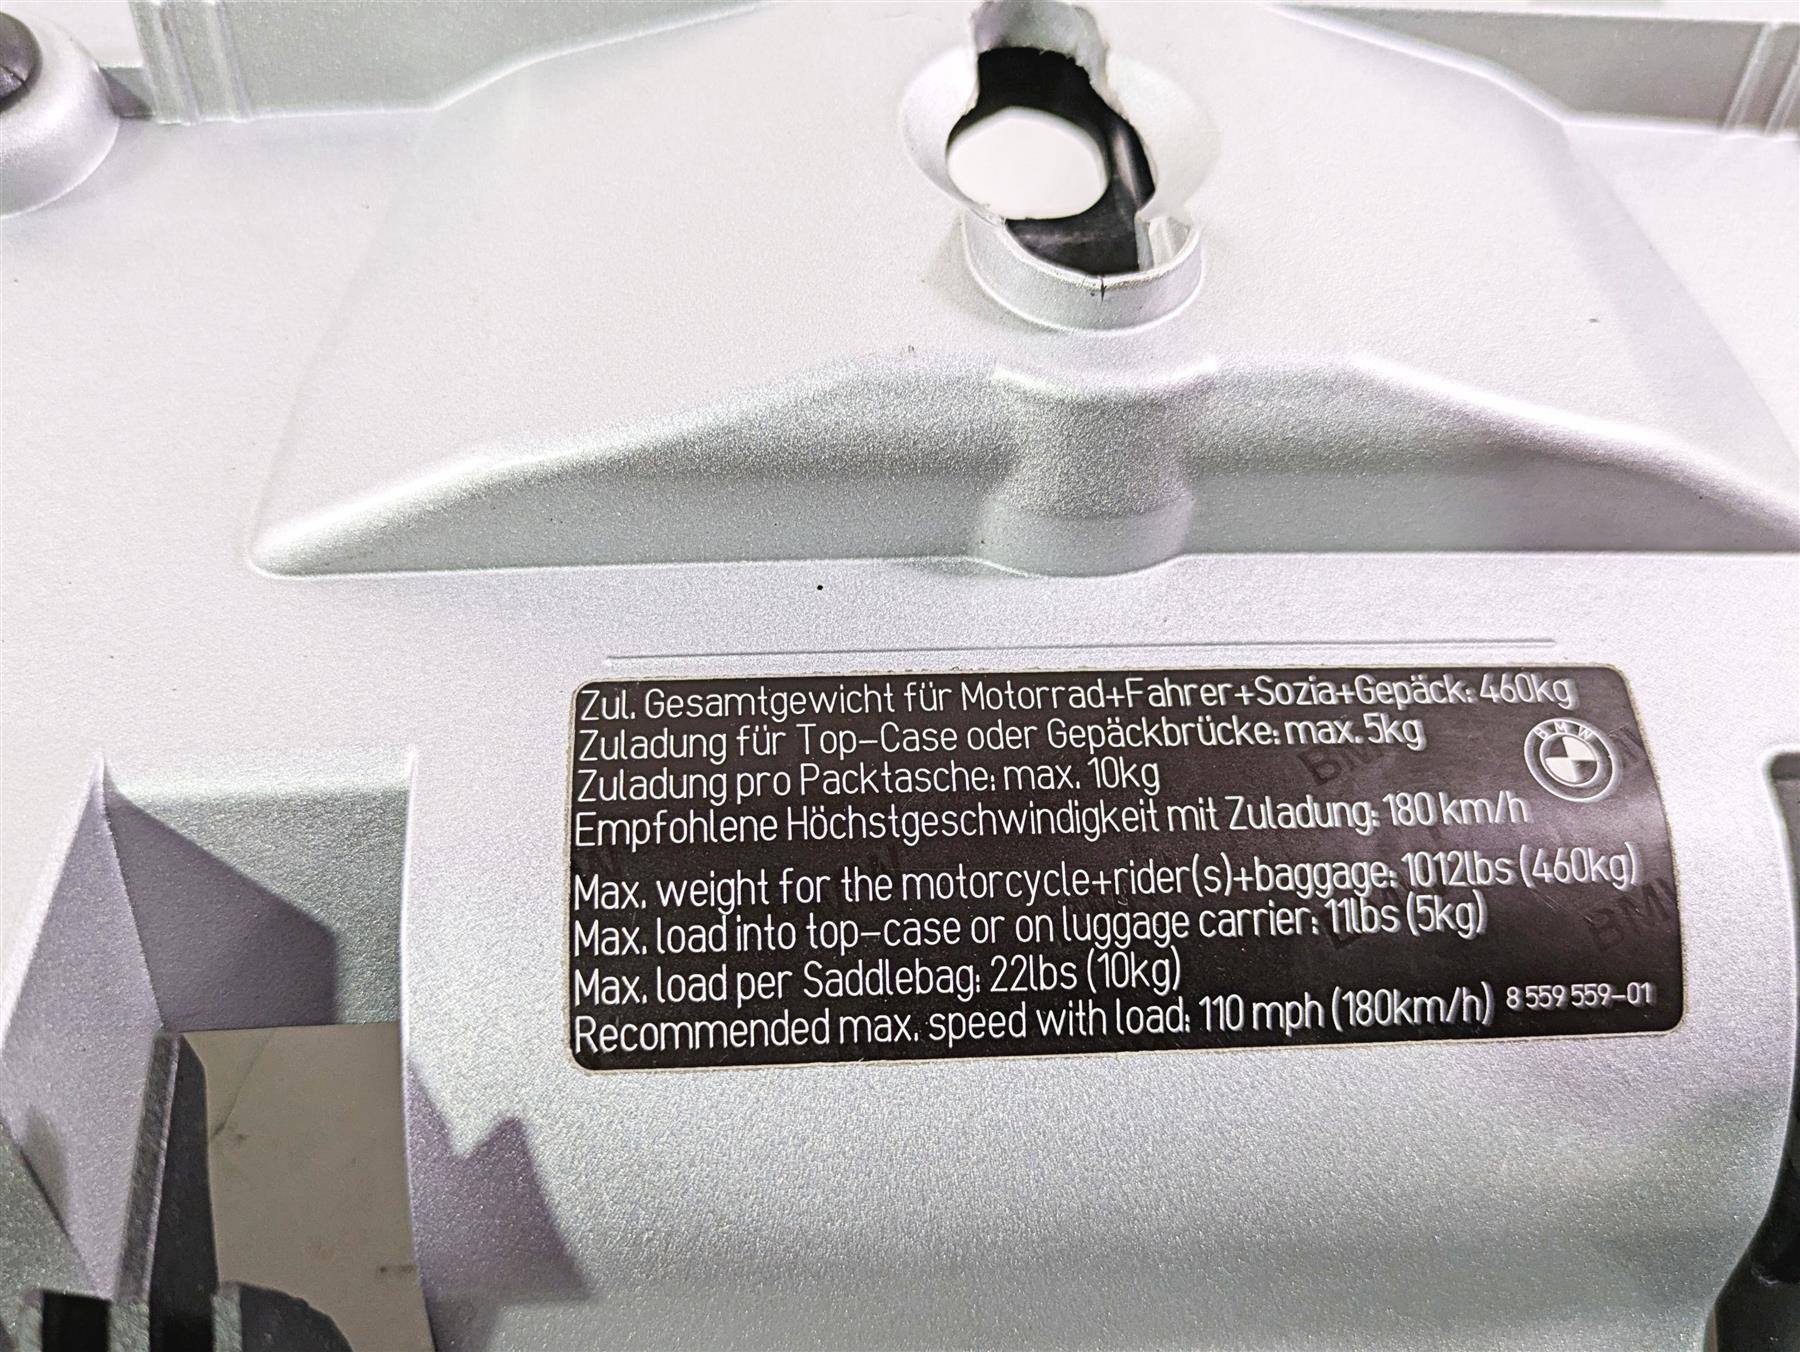 Zul. Gesamtgewicht für Motorrad+Fahrer+Sozia+Gepäck: 460kg
Zuladung für Top-Case oder Gepäckbrücke: max. 5kg
BMW
Zuladung pro Packtasche: max. 10kg
Empfohlene Höchstgeschwindigkeit mit Zuladung: 180 km/h
Max. weight for the motorcycle+rider(s)+baggage: 1012lbs (460kg)
Max. load into top-case or on luggage carrier: 11lbs (5kg)
Max. load per Saddlebag: 22lbs (10kg)
Recommended max. speed with load: 110 mph (180km/h) 8 559 559-01